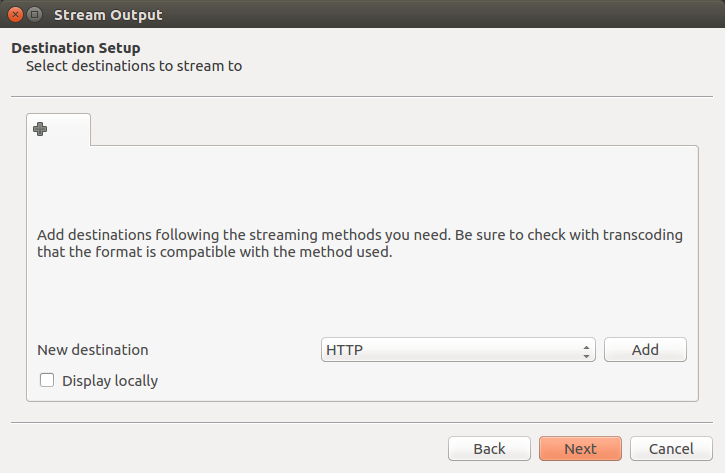 Stream Output
Destination Setup
Select destinations to stream to
Add destinations following the streaming methods you need. Be sure to check with transcoding
that the format is compatible with the method used.
New destination HTTP Add
Display locally
Back Next Cancel